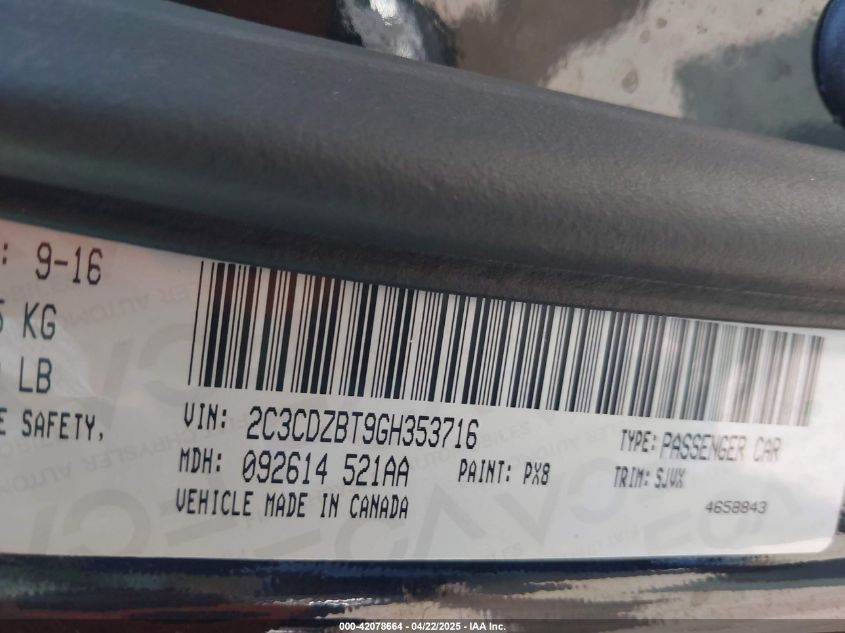 : 9-16
KG
LB
E SAFETY,
VIN: 2C3CDZBT9GH353716
MDH: 092614 521AA
PAINT: PX8
VEHICLE MADE IN CANADA
TYPE: PASSENGER CAR
TRIM: SJVX
4658843
000-42078664 - 04/22/2025 - IAA Inc.